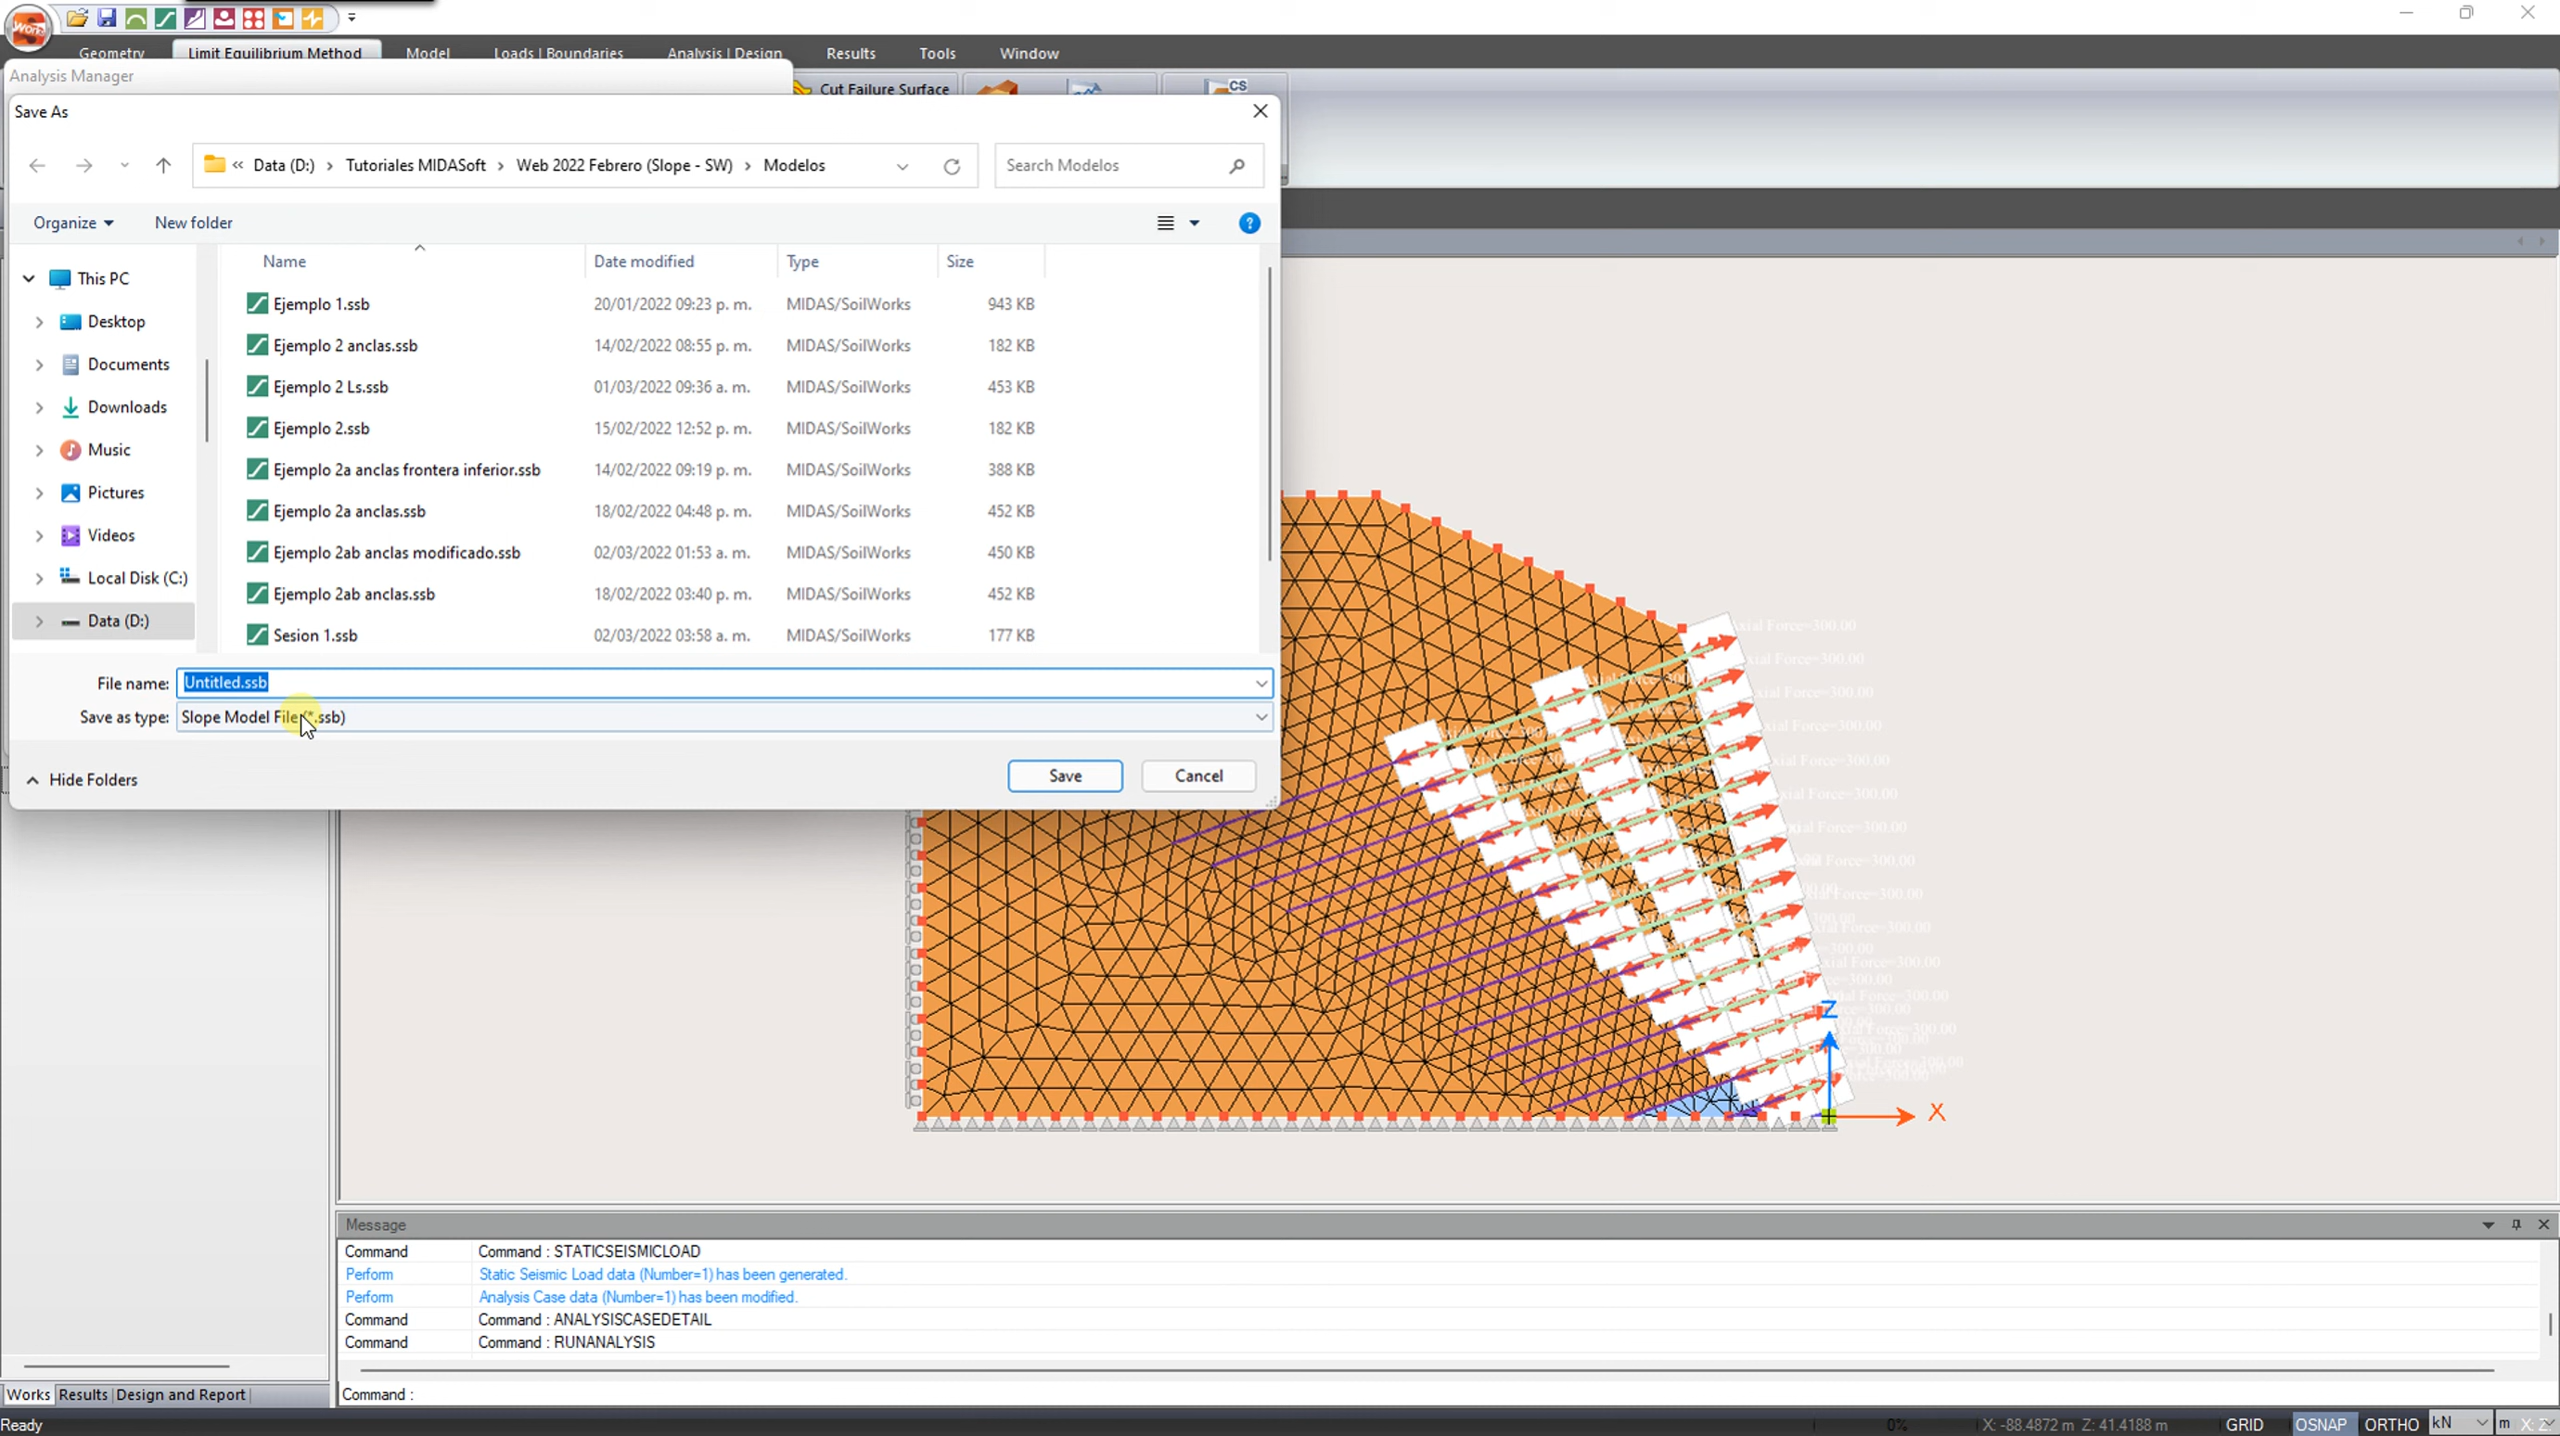 Geometry
Limit Equilibrium Method
Model
Loads | Boundaries
Analysis | Design
Results
Tools
Window
Analysis Manager
Cut Failure Surface
CS
Save As
« Data (D:) › Tutoriales MIDASoft › Web 2022 Febrero (Slope - SW) › Modelos
Search Modelos
Organize
New folder
Name
Date modified
Type
Size
This PC
Desktop
Documents
Downloads
Music
Pictures
Videos
Local Disk (C:)
Data (D:)
Ejemplo 1.ssb 20/01/2022 09:23 p. m. MIDAS/SoilWorks 943 KB
Ejemplo 2 anclas.ssb 14/02/2022 08:55 p. m. MIDAS/SoilWorks 182 KB
Ejemplo 2 Ls.ssb 01/03/2022 09:36 a. m. MIDAS/SoilWorks 453 KB
Ejemplo 2.ssb 15/02/2022 12:52 p. m. MIDAS/SoilWorks 182 KB
Ejemplo 2a anclas frontera inferior.ssb 14/02/2022 09:19 p. m. MIDAS/SoilWorks 388 KB
Ejemplo 2a anclas.ssb 18/02/2022 04:48 p. m. MIDAS/SoilWorks 452 KB
Ejemplo 2ab anclas modificado.ssb 02/03/2022 01:53 a. m. MIDAS/SoilWorks 450 KB
Ejemplo 2ab anclas.ssb 18/02/2022 03:40 p. m. MIDAS/SoilWorks 452 KB
Sesion 1.ssb 02/03/2022 03:58 a. m. MIDAS/SoilWorks 177 KB
File name: Untitled.ssb
Save as type: Slope Model File (*.ssb)
Hide Folders
Save
Cancel
Z
X
Message
Command Command : STATICSEISMICLOAD
Perform Static Seismic Load data (Number=1) has been generated.
Perform Analysis Case data (Number=1) has been modified.
Command Command : ANALYSISCASEDETAIL
Command Command : RUNANALYSIS
Command :
Works Results Design and Report
Ready
0%
X: -88.4872 m Z: 41.4188 m
GRID
OSNAP
ORTHO
kN
m